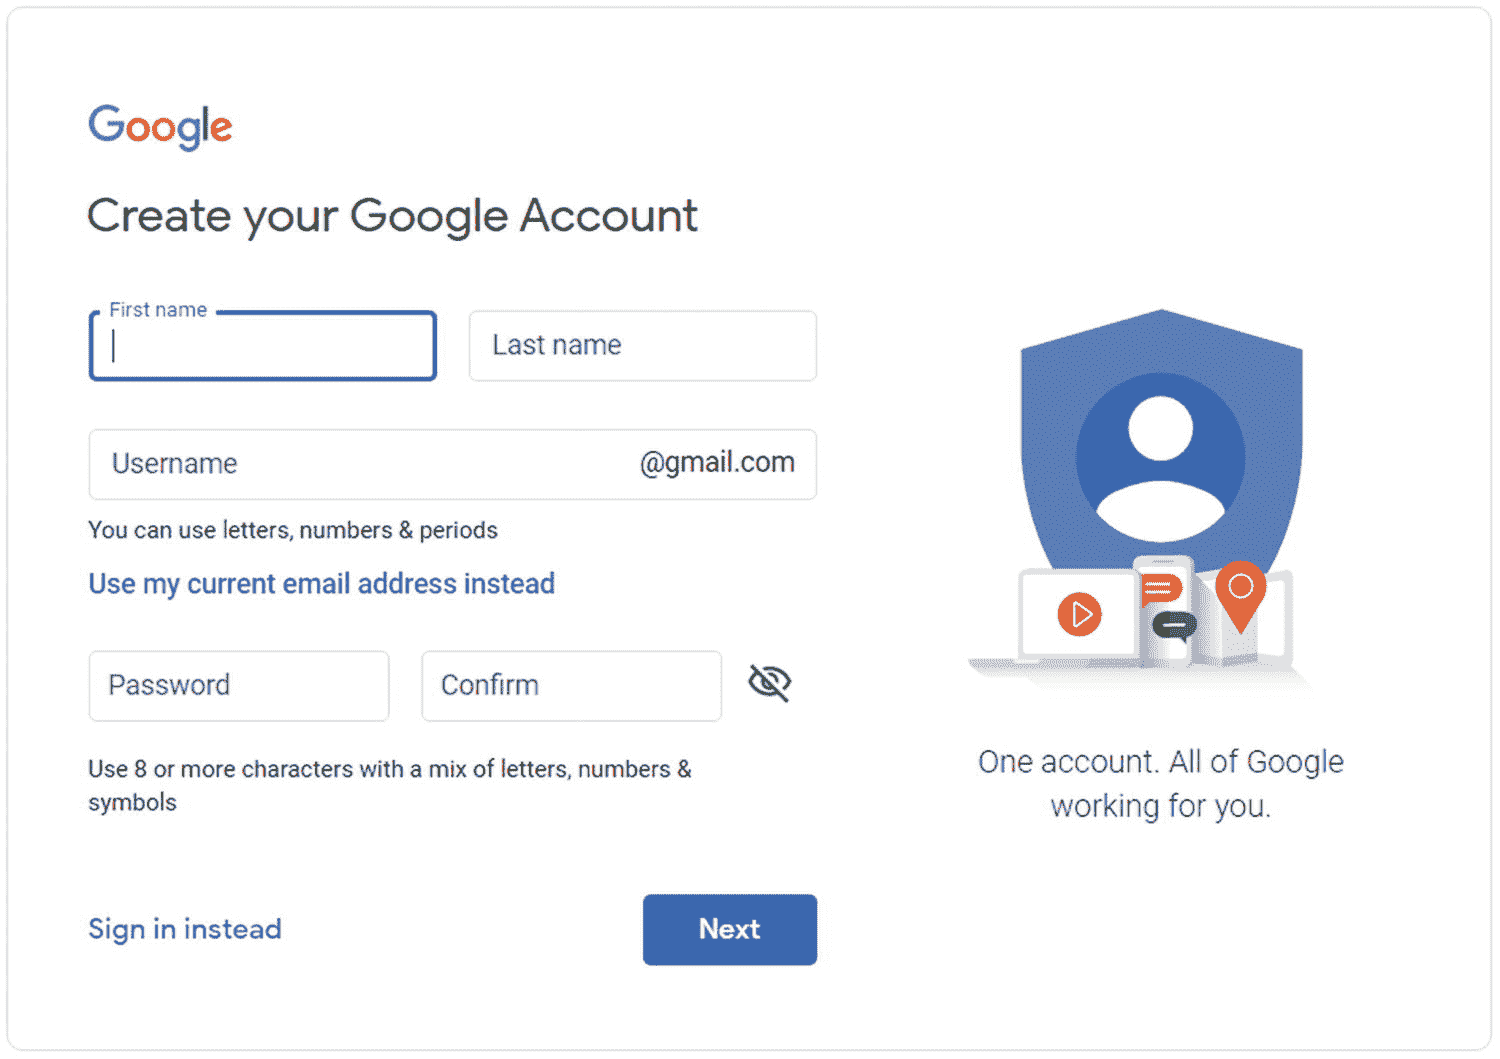 Google
Create your Google Account
First name
Last name
Username @gmail.com
You can use letters, numbers & periods
Use my current email address instead
Password
Confirm
Use 8 or more characters with a mix of letters, numbers &
symbols
Sign in instead
Next
One account. All of Google
working for you.